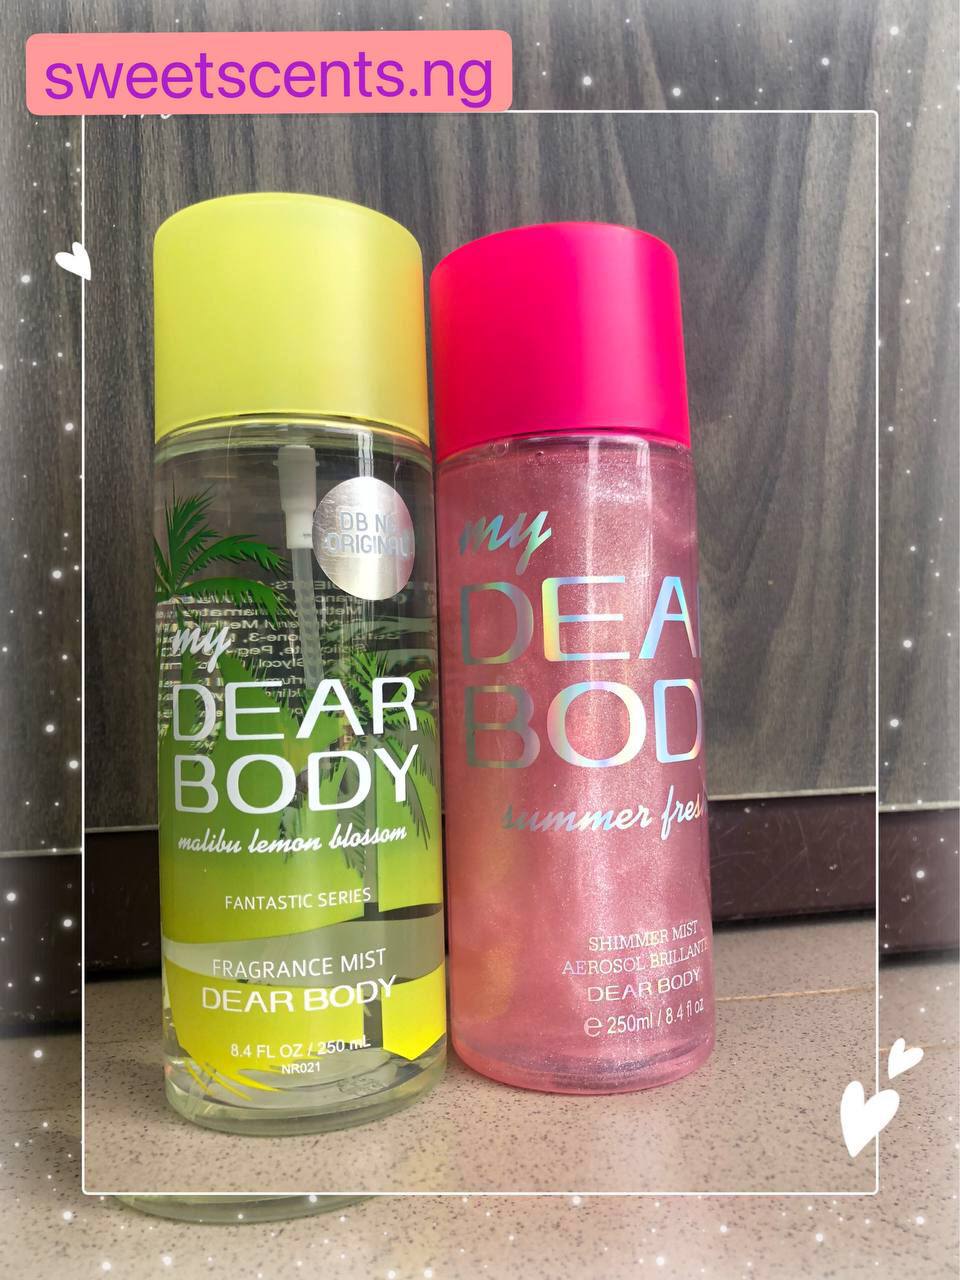 sweetscents.ng
DB NG
ORIGINAL
my
DEAR
BODY
malibu lemon blossom
FANTASTIC SERIES
FRAGRANCE MIST
DEAR BODY
8.4 FL OZ / 250 mL
NR021
my
DEA
BOD
summer fres
SHIMMER MIST
AEROSOL BRILLANTE
DEAR BODY
℮ 250ml / 8.4 fl oz